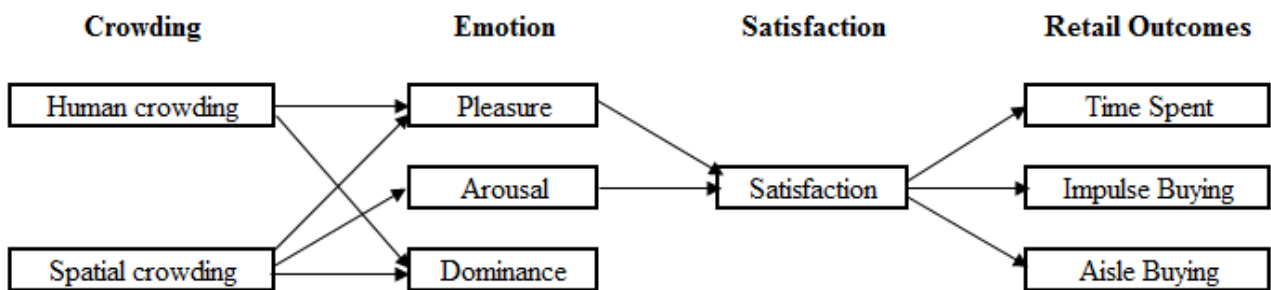 Crowding Emotion Satisfaction Retail Outcomes
Human crowding Pleasure Time Spent
Arousal Satisfaction Impulse Buying
Spatial crowding Dominance Aisle Buying